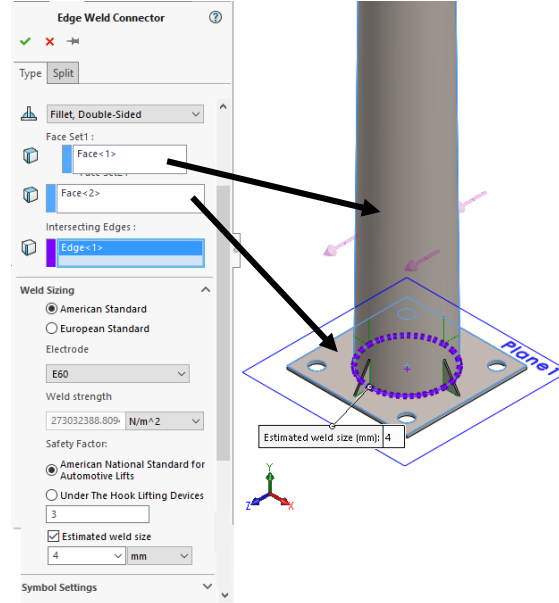 Edge Weld Connector
Type Split
Fillet, Double-Sided
Face Set1 :
Face<1>
Face<2>
Intersecting Edges :
Edge<1>
Weld Sizing
American Standard
European Standard
Electrode
E60
Weld strength
273032388.809 N/m^2
Safety Factor:
American National Standard for
Automotive Lifts
Under The Hook Lifting Devices
3
Estimated weld size
4 mm
Symbol Settings
Plane1
Estimated weld size (mm): 4
Y
Z
X